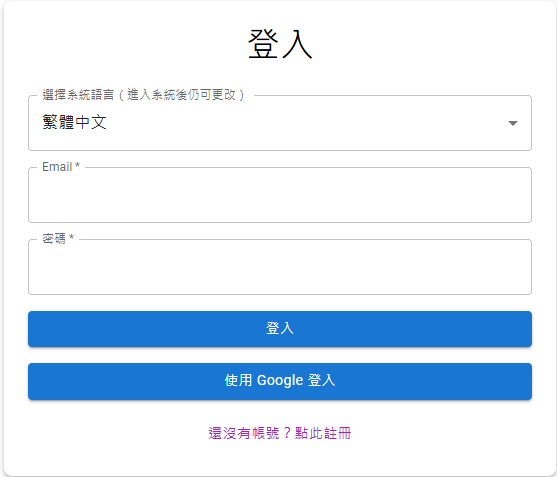 登入
選擇系統語言 ( 進入系統後仍可更改 )
繁體中文
Email *
密碼 *
登入
使用 Google 登入
還沒有帳號？點此註冊